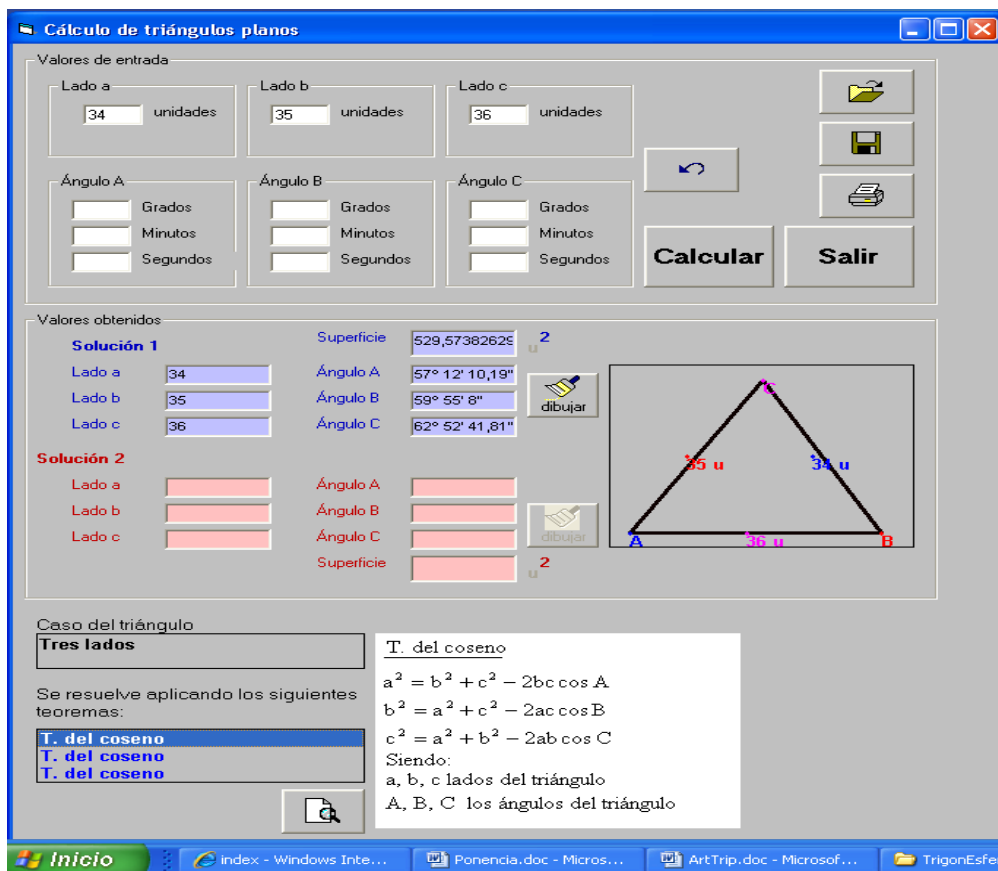 Cálculo de triángulos planos
Valores de entrada
Lado a Lado b Lado c
34 unidades 35 unidades 36 unidades
Ángulo A Ángulo B Ángulo C
Grados Grados Grados
Minutos Minutos Minutos
Segundos Segundos Segundos
Calcular Salir
Valores obtenidos
Solución 1 Superficie 529,57382629 u 2
Lado a 34 Ángulo A 57º 12' 10,19"
Lado b 35 Ángulo B 59º 55' 8"
Lado c 36 Ángulo C 62º 52' 41,81"
dibujar
Solución 2
Lado a Ángulo A
Lado b Ángulo B
Lado c Ángulo C
dibujar
Superficie u 2
C
35 u 34 u
A 36 u B
Caso del triángulo
Tres lados
Se resuelve aplicando los siguientes
teoremas:
T. del coseno
T. del coseno
T. del coseno
T. del coseno
a² = b² + c² − 2bc cos A
b² = a² + c² − 2ac cos B
c² = a² + b² − 2ab cos C
Siendo:
a, b, c lados del triángulo
A, B, C los ángulos del triángulo
Inicio index - Windows Inte... Ponencia.doc - Micros... ArtTrip.doc - Microsof... TrigonEsfe